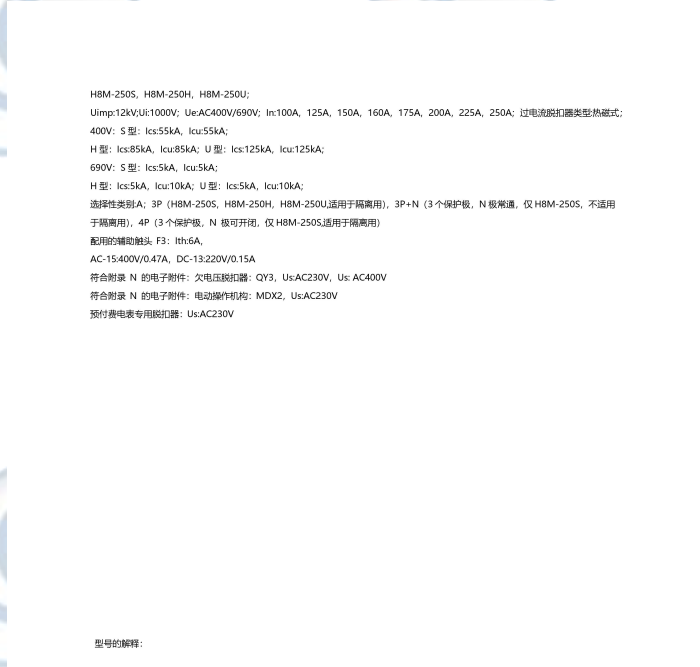 H8M-250S，H8M-250H，H8M-250U；
Uimp:12kV;Ui:1000V；Ue:AC400V/690V；In:100A，125A，150A，160A，175A，200A，225A，250A；过电流脱扣器类型:热磁式；
400V：S 型：Ics:55kA，Icu:55kA；
H 型：Ics:85kA，Icu:85kA；U 型：Ics:125kA，Icu:125kA；
690V：S 型：Ics:5kA，Icu:5kA；
H 型：Ics:5kA，Icu:10kA；U 型：Ics:5kA，Icu:10kA；
选择性类别:A；3P（H8M-250S，H8M-250H，H8M-250U,适用于隔离用），3P+N（3 个保护极，N 极常通，仅 H8M-250S，不适用
于隔离用），4P（3 个保护极，N 极可开闭，仅 H8M-250S,适用于隔离用）
配用的辅助触头 F3：Ith:6A,
AC-15:400V/0.47A，DC-13:220V/0.15A
符合附录 N 的电子附件：欠电压脱扣器：QY3，Us:AC230V，Us: AC400V
符合附录 N 的电子附件：电动操作机构：MDX2，Us:AC230V
预付费电表专用脱扣器：Us:AC230V
型号的解释：